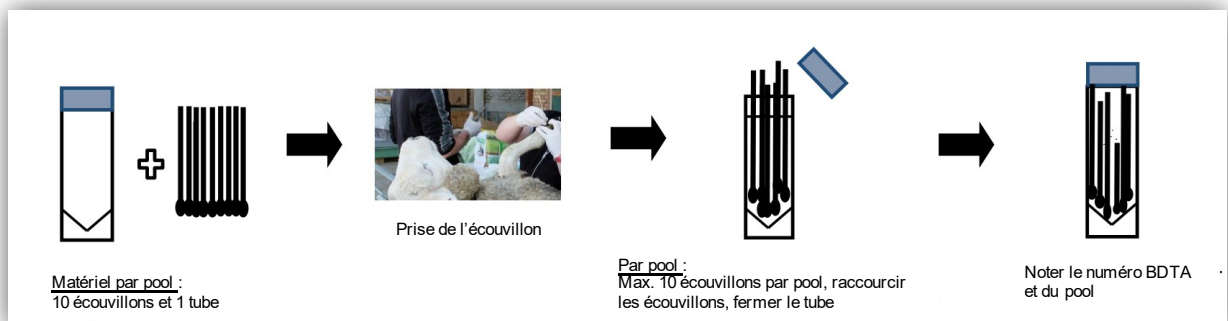 Prise de l'écouvillon
Matériel par pool :
10 écouvillons et 1 tube
Par pool :
Max. 10 écouvillons par pool, raccourcir
les écouvillons, fermer le tube
Noter le numéro BDTA
et du pool